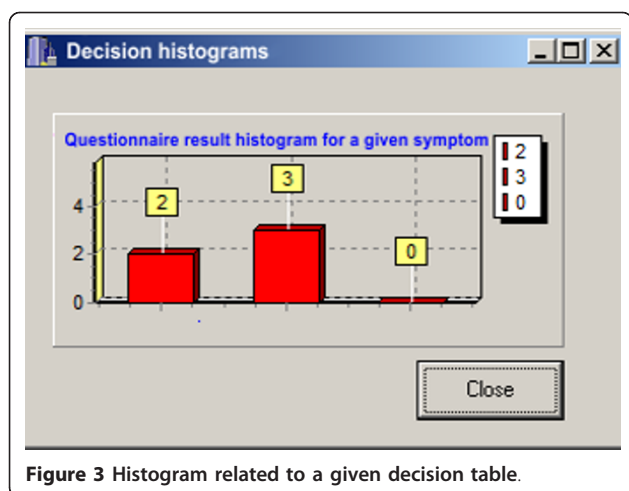 Decision histograms
Questionnaire result histogram for a given symptom
2
3
0
4
2
0
2
3
0
Close
Figure 3 Histogram related to a given decision table.